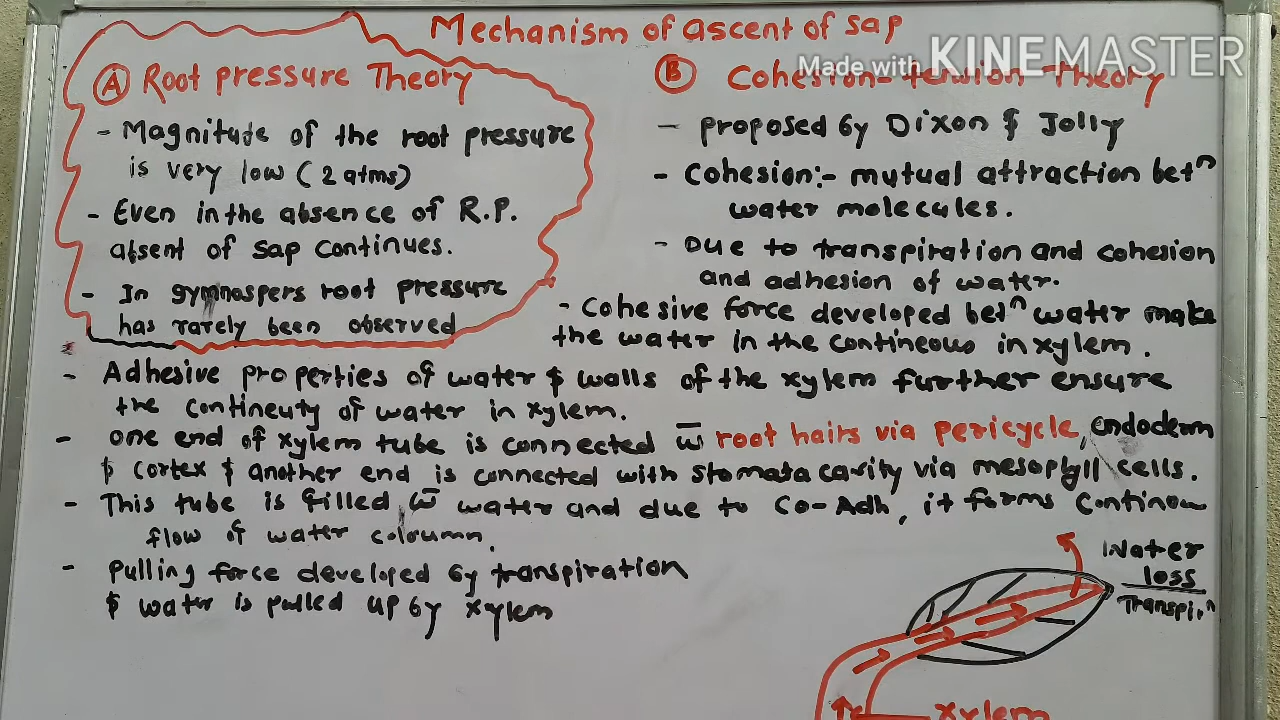 Mechanism of ascent of sap
Made with KINEMASTER
Ⓐ Root pressure Theory
- Magnitude of the root pressure
is very low (2 atms)
- Even in the absence of R.P.
absent of sap continues.
- In gymnospers root pressure
has rarely been observed
Ⓑ Cohesion-tension Theory
- proposed by Dixon & Jolly
- Cohesion:- mutual attraction betⁿ
water molecules.
- Due to transpiration and cohesion
and adhesion of water.
- Cohesive force developed betⁿ water make
the water in the contineous in xylem.
- Adhesive properties of water & walls of the xylem further ensure
the contineuty of water in xylem.
- one end of xylem tube is connected w̅ root hairs via pericycle, endoderm
& cortex & another end is connected with stomata cavity via mesophyll cells.
- This tube is filled w̅ water and due to Co-Adh, it forms continou
flow of water coloumn.
- Pulling force developed by transpiration
& water is pulled up by xylem
Water
loss
Transpirⁿ
xylem